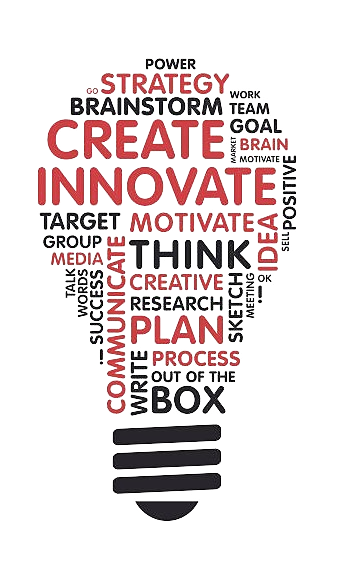 POWER
GO STRATEGY
WORK
BRAINSTORM TEAM
CREATE GOAL
MARKET
BRAIN
MOTIVATE
INNOVATE
POSITIVE
TARGET MOTIVATE
IDEA
SELL
GROUP THINK
MEDIA
TALK
WORDS
SUCCESS
!
COMMUNICATE
CREATIVE
SKETCH
MEETING
!
OK
RESEARCH
PLAN
WRITE
PROCESS
OUT OF THE
BOX